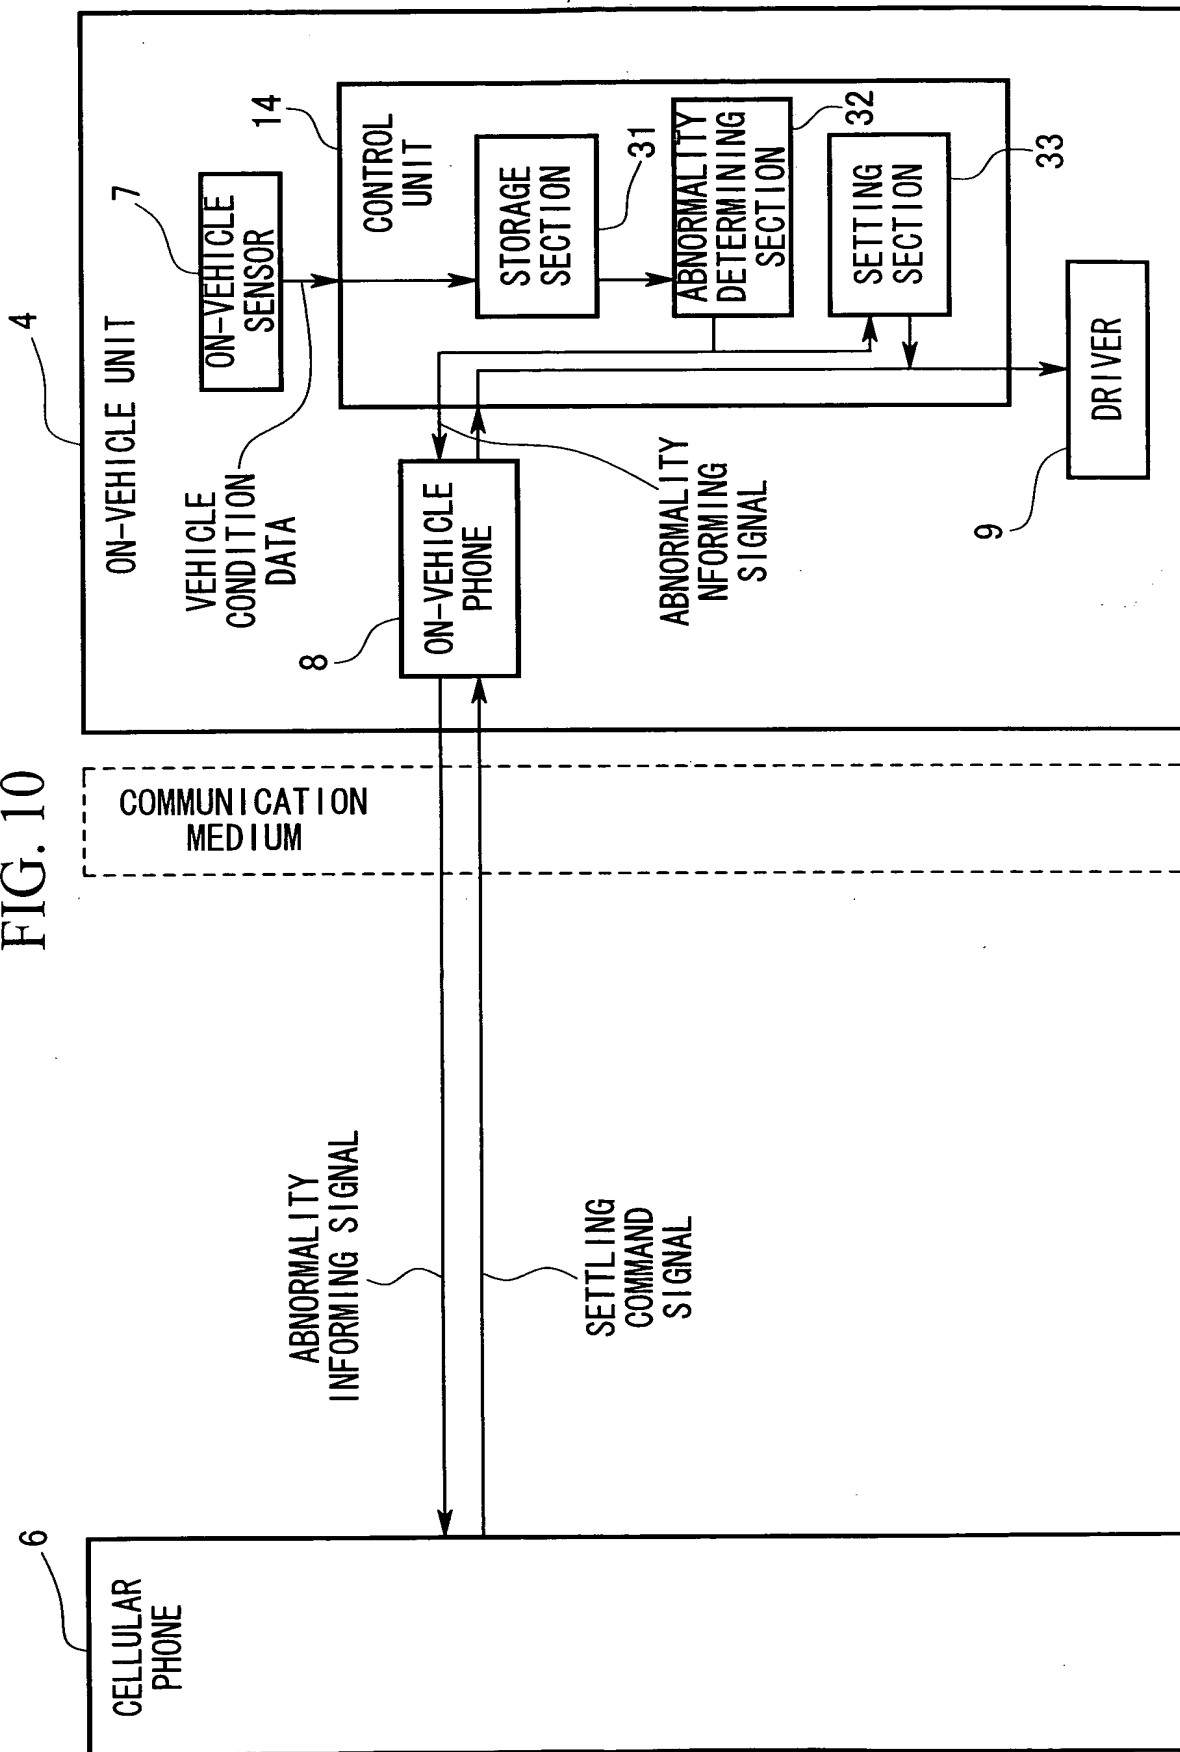 FIG. 10
6
CELLULAR
PHONE
ABNORMALITY
INFORMING SIGNAL
SETTLING
COMMAND
SIGNAL
COMMUNICATION
MEDIUM
4
ON-VEHICLE UNIT
7
ON-VEHICLE
SENSOR
VEHICLE
CONDITION
DATA
14
CONTROL
UNIT
8
ON-VEHICLE
PHONE
STORAGE
SECTION
31
ABNORMALITY
DETERMINING
SECTION
32
SETTING
SECTION
33
ABNORMALITY
NFORMING
SIGNAL
9
DRIVER